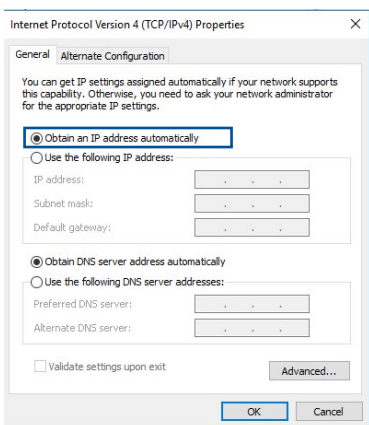 Internet Protocol Version 4 (TCP/IPv4) Properties
General
Alternate Configuration
You can get IP settings assigned automatically if your network supports
this capability. Otherwise, you need to ask your network administrator
for the appropriate IP settings.
Obtain an IP address automatically
Use the following IP address:
IP address:
Subnet mask:
Default gateway:
Obtain DNS server address automatically
Use the following DNS server addresses:
Preferred DNS server:
Alternate DNS server:
Validate settings upon exit
Advanced...
OK
Cancel